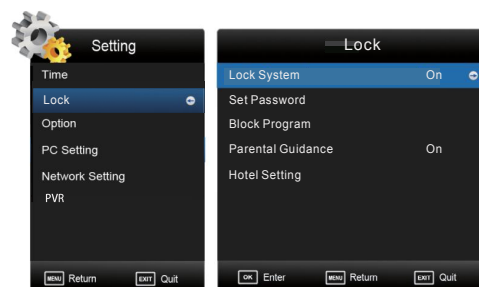 Setting
Time
Lock
Option
PC Setting
Network Setting
PVR
MENU Return EXIT Quit
Lock
Lock System On
Set Password
Block Program
Parental Guidance On
Hotel Setting
OK Enter MENU Return EXIT Quit